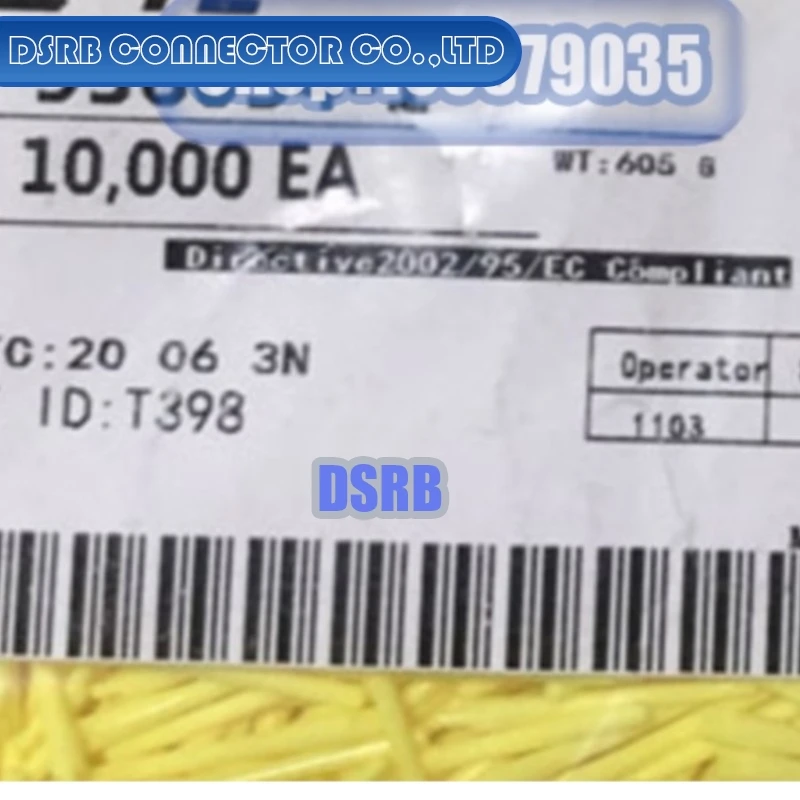 DSRB CONNECTOR CO.,LTD
79035
10,000 EA
WT:605 G
Directive2002/95/EC Compliant
C:20 06 3N
Operator
ID:T398
1103
DSRB